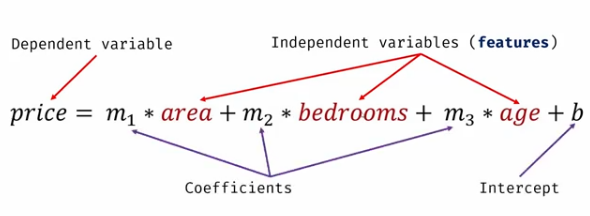 Dependent variable
Independent variables (features)
price = m₁ * area + m₂ * bedrooms + m₃ * age + b
Coefficients
Intercept